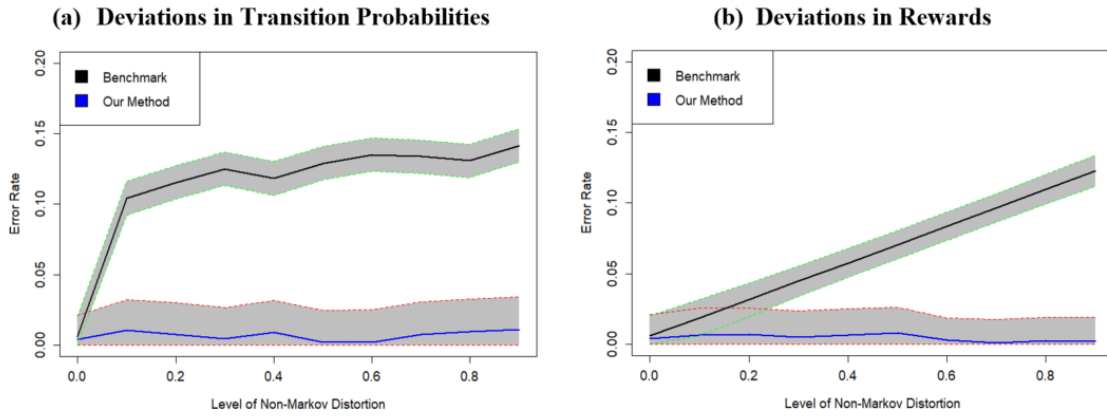 (a) Deviations in Transition Probabilities
0.20
0.15
0.10
0.05
0.00
Error Rate
Benchmark
Our Method
0.0 0.2 0.4 0.6 0.8
Level of Non-Markov Distortion
(b) Deviations in Rewards
0.20
0.15
0.10
0.05
0.00
Error Rate
Benchmark
Our Method
0.0 0.2 0.4 0.6 0.8
Level of Non-Markov Distortion